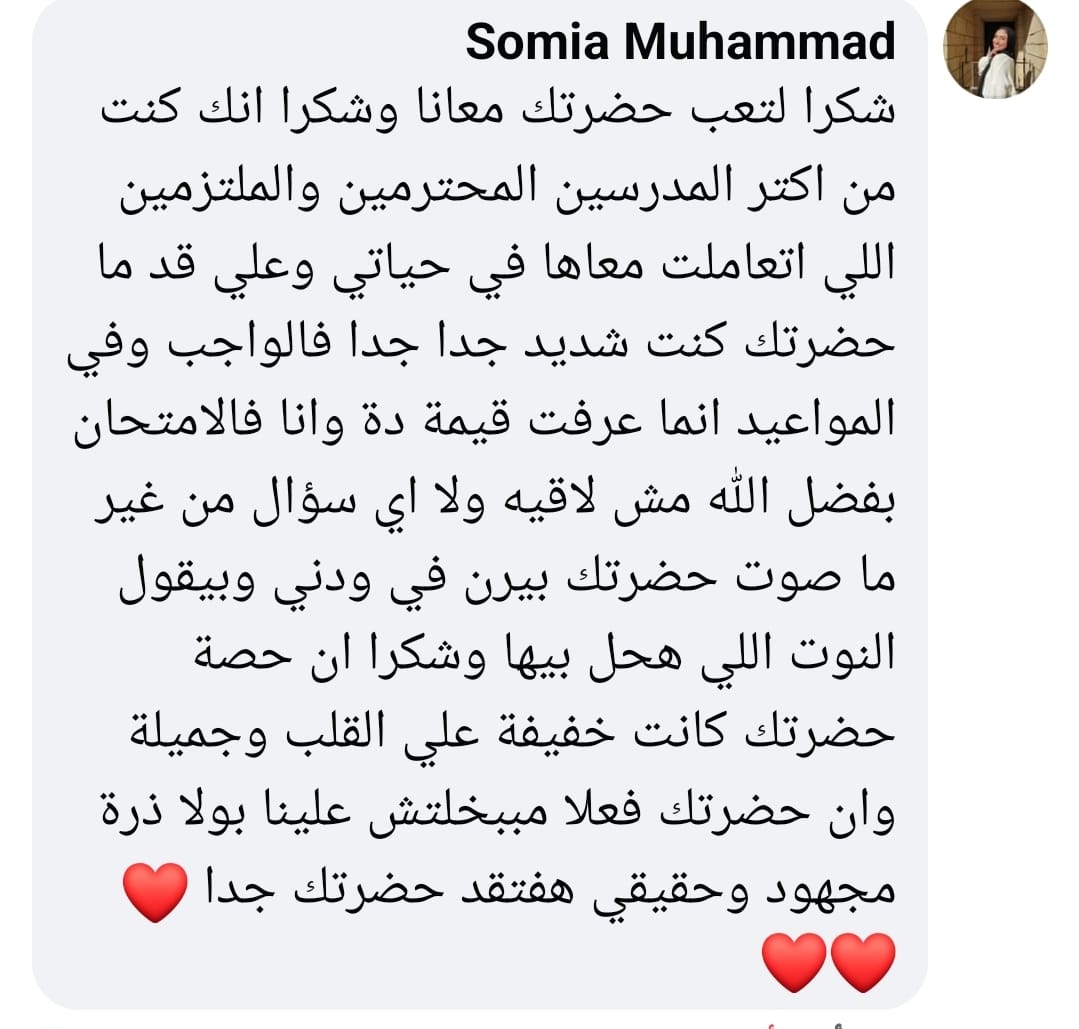 Somia Muhammad
شكرا لتعب حضرتك معانا وشكرا انك كنت
من اكتر المدرسين المحترمين والملتزمين
اللي اتعاملت معاها في حياتي وعلي قد ما
حضرتك كنت شديد جدا جدا فالواجب وفي
المواعيد انما عرفت قيمة دة وانا فالامتحان
بفضل الله مش لاقيه ولا اي سؤال من غير
ما صوت حضرتك بيرن في ودني وبيقول
النوت اللي هحل بيها وشكرا ان حصة
حضرتك كانت خفيفة علي القلب وجميلة
وان حضرتك فعلا مببخلتش علينا بولا ذرة
مجهود وحقيقي هفتقد حضرتك جدا ❤️
❤️❤️